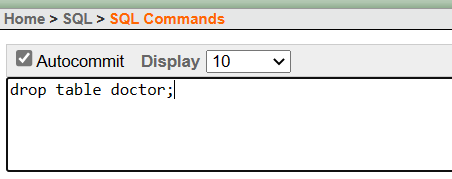 Home > SQL > SQL Commands
Autocommit Display 10
drop table doctor;